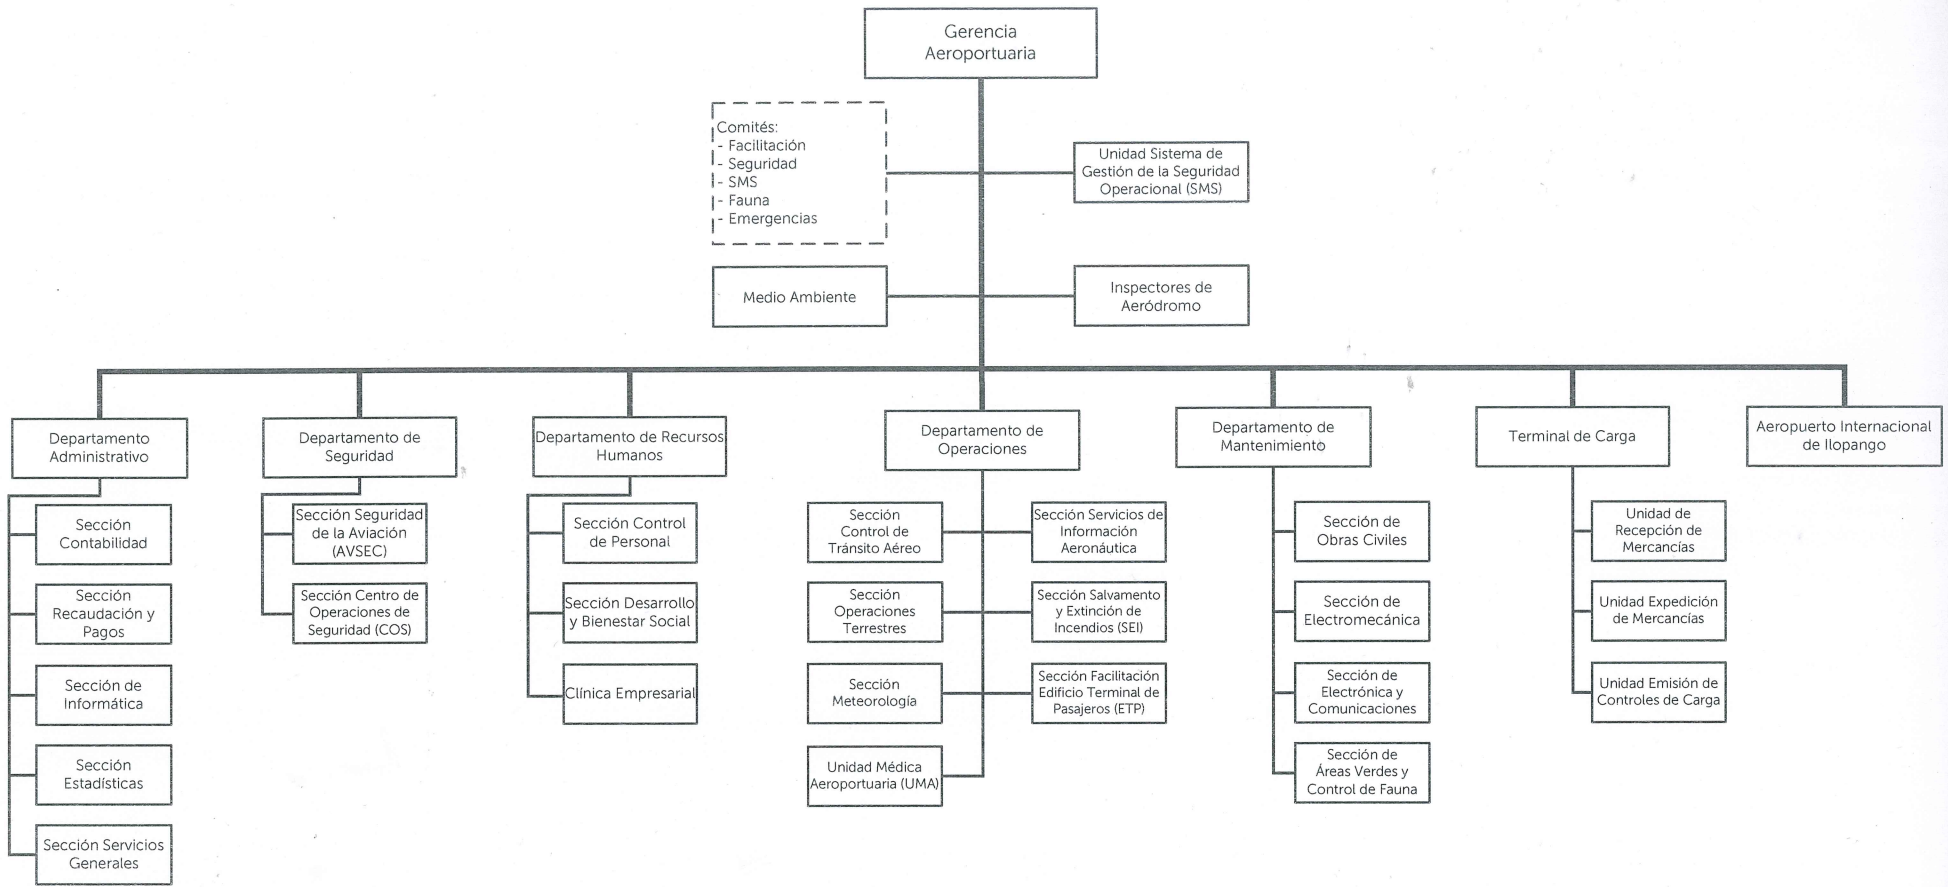 Gerencia
Aeroportuaria
Comités:
- Facilitación
- Seguridad
- SMS
- Fauna
- Emergencias
Unidad Sistema de
Gestión de la Seguridad
Operacional (SMS)
Medio Ambiente
Inspectores de
Aeródromo
Departamento
Administrativo
Departamento de
Seguridad
Departamento de Recursos
Humanos
Departamento de
Operaciones
Departamento de
Mantenimiento
Terminal de Carga
Aeropuerto Internacional
de Ilopango
Sección
Contabilidad
Sección
Recaudación y
Pagos
Sección de
Informática
Sección
Estadísticas
Sección Servicios
Generales
Sección Seguridad
de la Aviación
(AVSEC)
Sección Centro de
Operaciones de
Seguridad (COS)
Sección Control
de Personal
Sección Desarrollo
y Bienestar Social
Clínica Empresarial
Sección
Control de
Tránsito Aéreo
Sección Servicios de
Información
Aeronáutica
Sección
Operaciones
Terrestres
Sección Salvamento
y Extinción de
Incendios (SEI)
Sección
Meteorología
Sección Facilitación
Edificio Terminal de
Pasajeros (ETP)
Unidad Médica
Aeroportuaria (UMA)
Sección de
Obras Civiles
Sección de
Electromecánica
Sección de
Electrónica y
Comunicaciones
Sección de
Áreas Verdes y
Control de Fauna
Unidad de
Recepción de
Mercancías
Unidad Expedición
de Mercancías
Unidad Emisión de
Controles de Carga